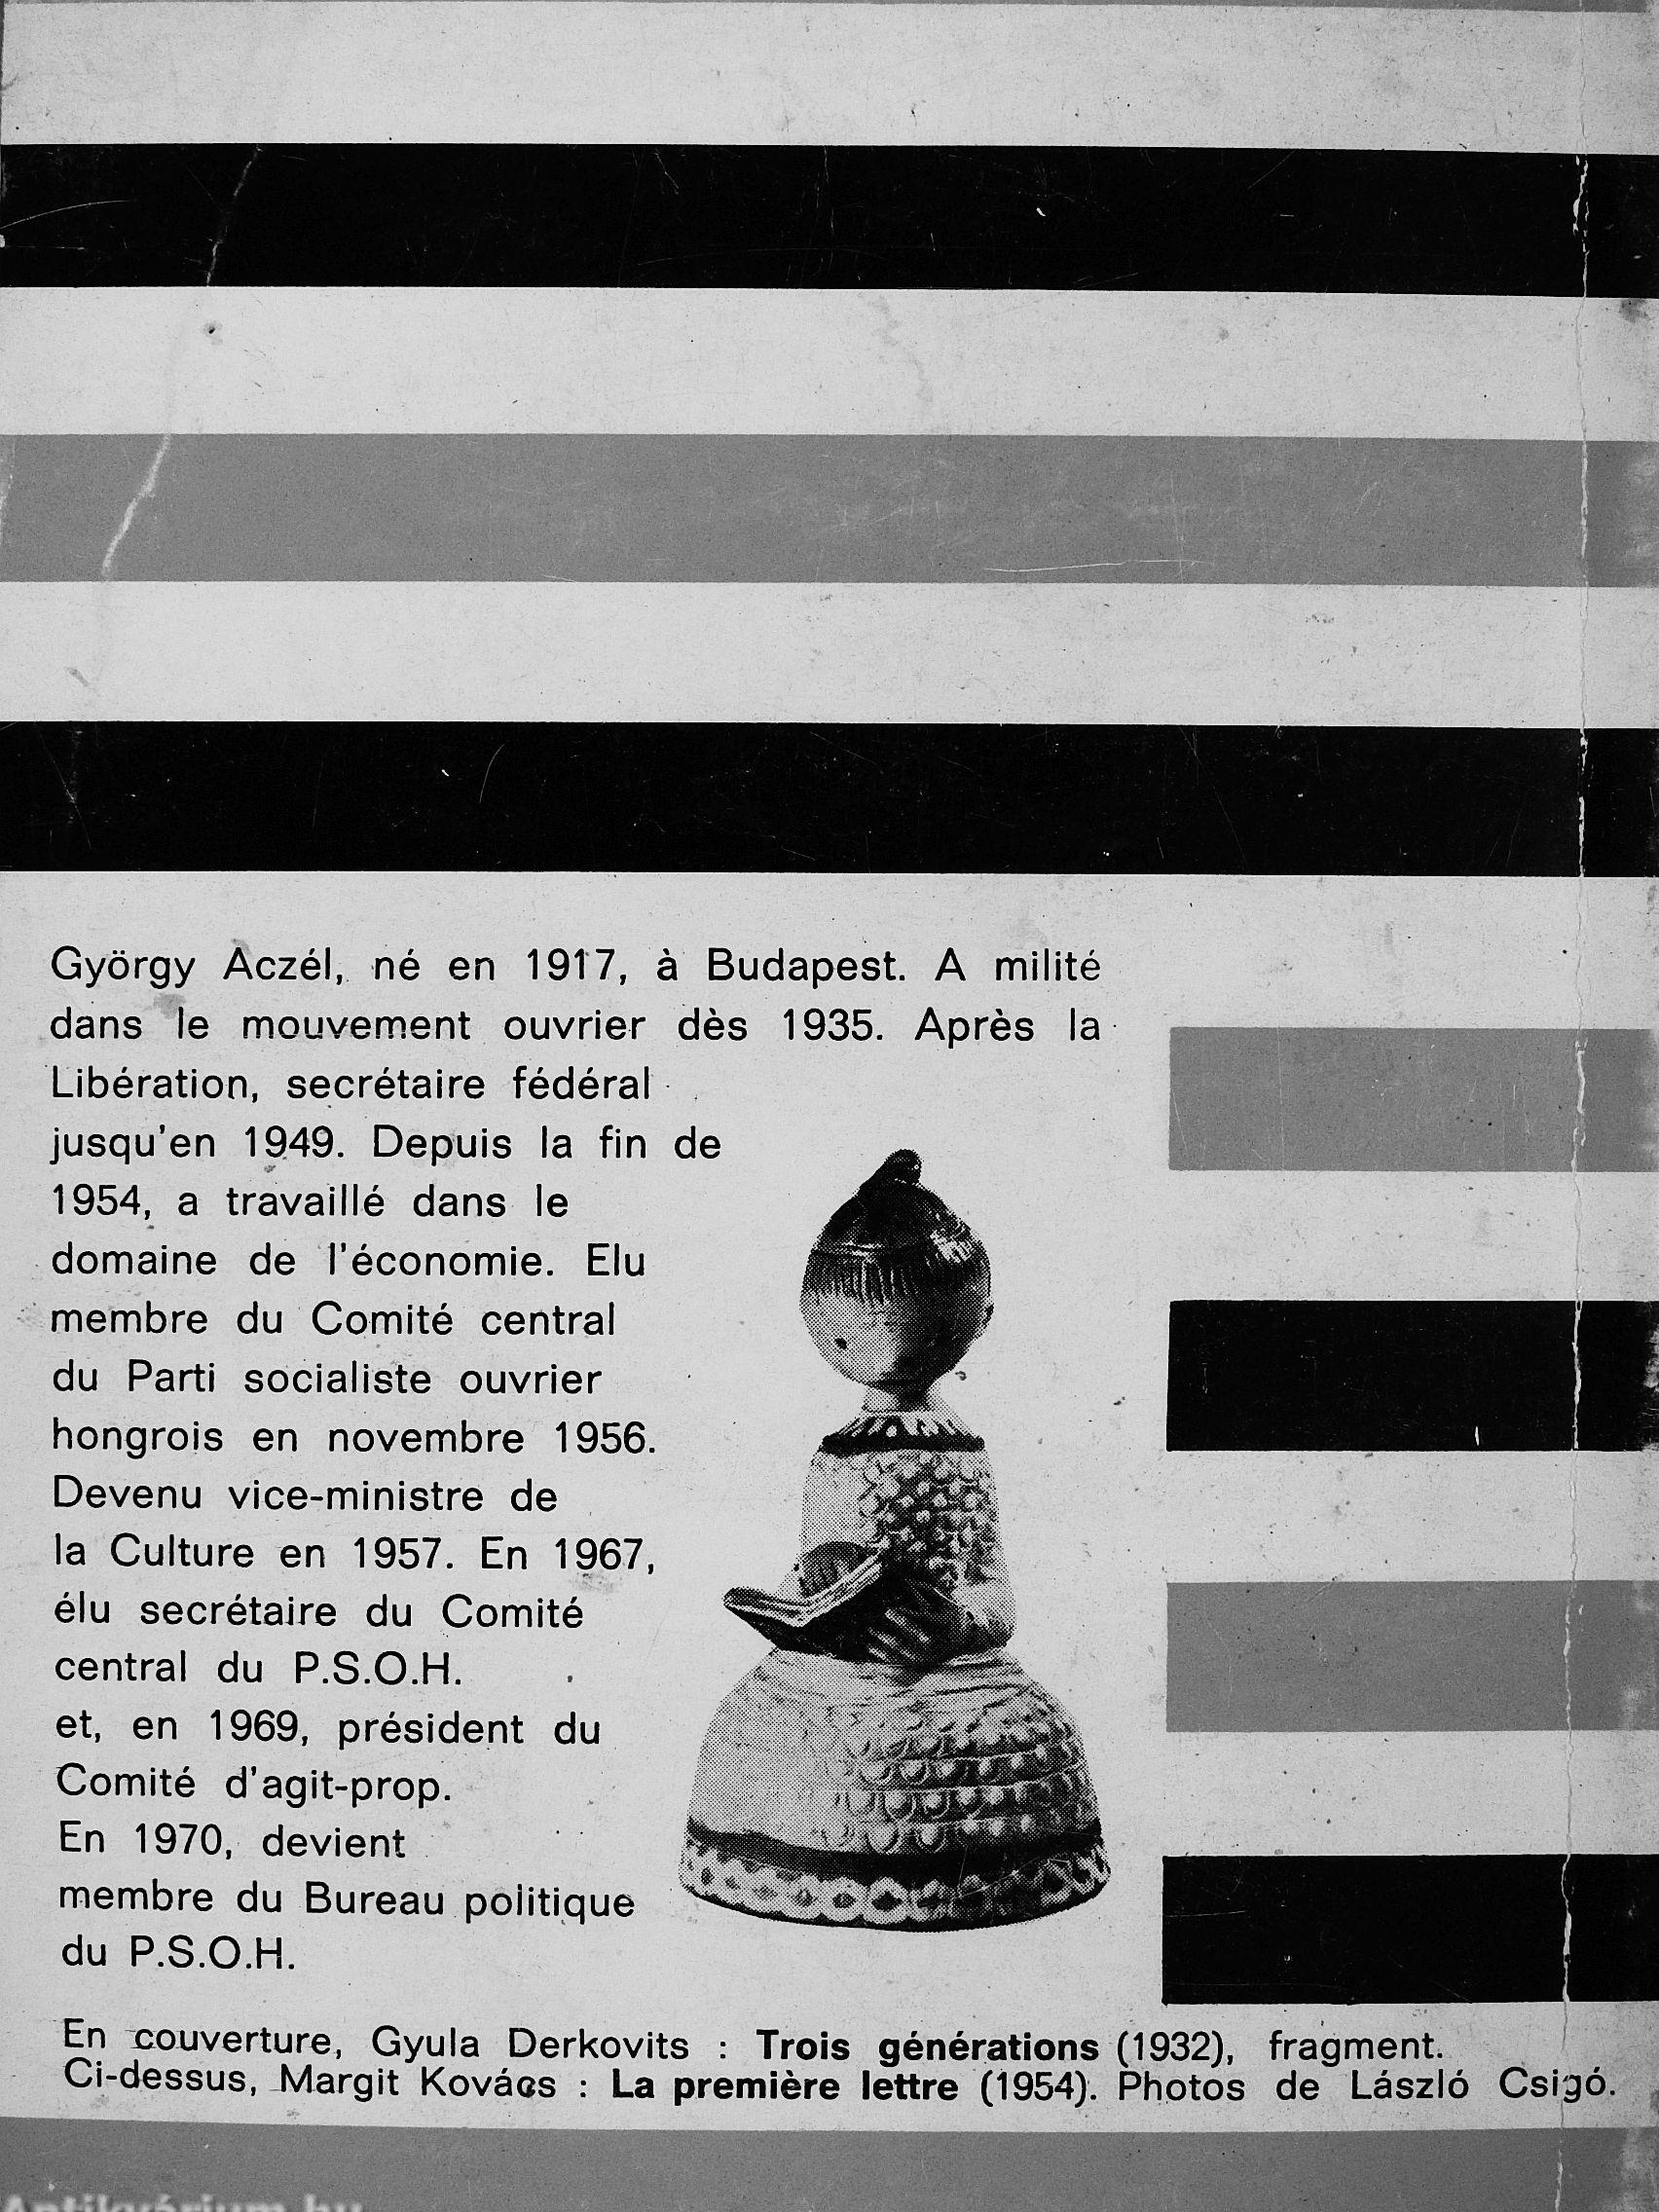 György Aczél, né en 1917, à Budapest. A milité
dans le mouvement ouvrier dès 1935. Après la
Libération, secrétaire fédéral
jusqu'en 1949. Depuis la fin de
1954, a travaillé dans le
domaine de l'économie. Elu
membre du Comité central
du Parti socialiste ouvrier
hongrois en novembre 1956.
Devenu vice-ministre de
la Culture en 1957. En 1967,
élu secrétaire du Comité
central du P.S.O.H.
et, en 1969, président du
Comité d'agit-prop.
En 1970, devient
membre du Bureau politique
du P.S.O.H.
En couverture, Gyula Derkovits : Trois générations (1932), fragment.
Ci-dessus, Margit Kovács : La première lettre (1954). Photos de László Csigó.
Antikvárium.hu